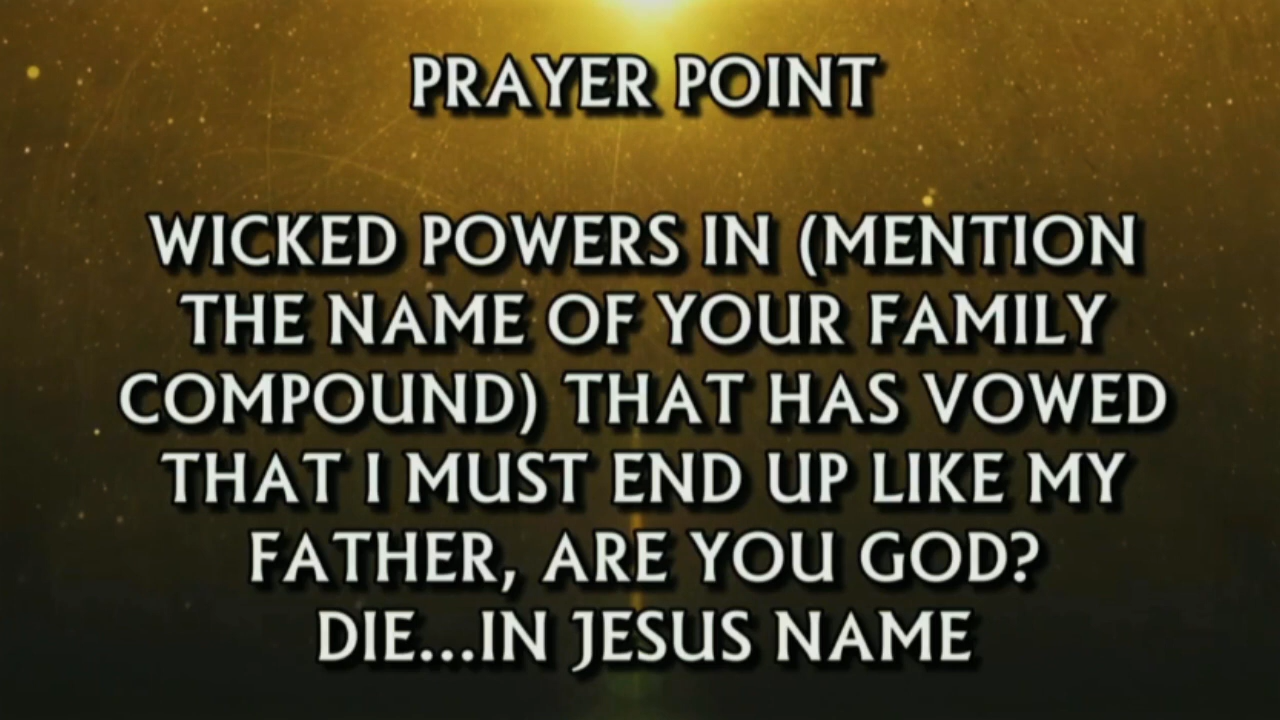 PRAYER POINT
WICKED POWERS IN (MENTION
THE NAME OF YOUR FAMILY
COMPOUND) THAT HAS VOWED
THAT I MUST END UP LIKE MY
FATHER, ARE YOU GOD?
DIE...IN JESUS NAME